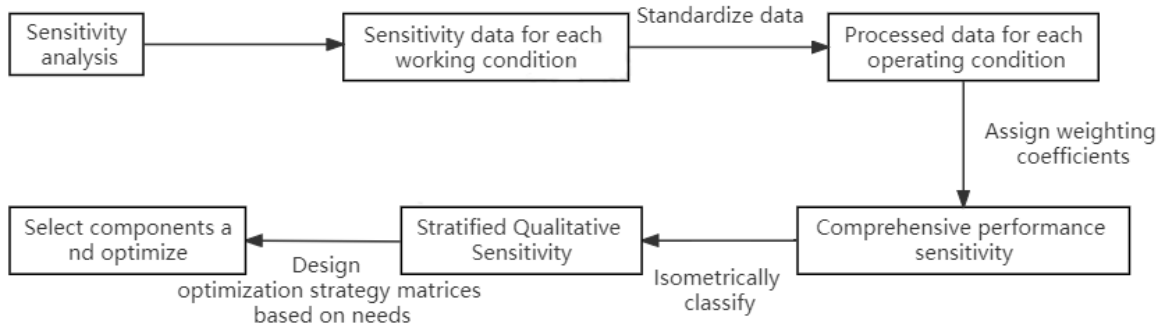 Sensitivity
analysis
Sensitivity data for each
working condition
Standardize data
Processed data for each
operating condition
Assign weighting
coefficients
Comprehensive performance
sensitivity
Isometrically
classify
Stratified Qualitative
Sensitivity
Design
optimization strategy matrices
based on needs
Select components a
nd optimize